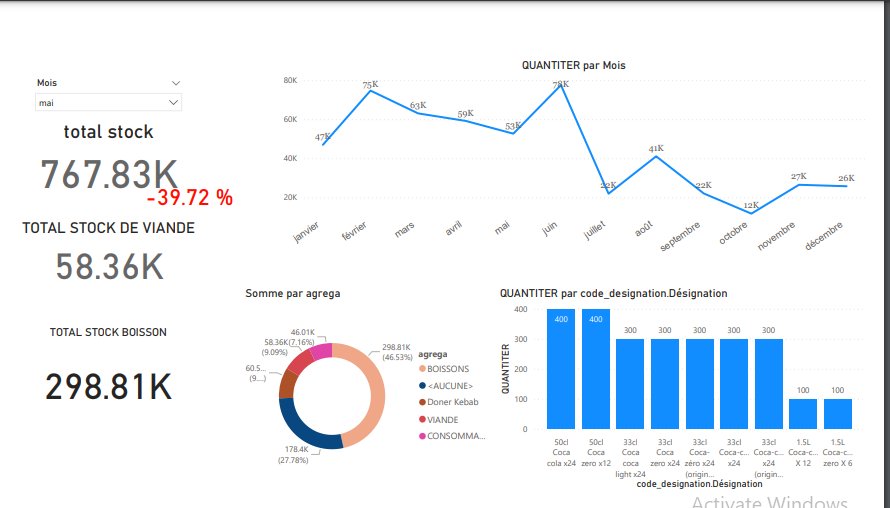 Mois
mai
total stock
767.83K
-39.72 %
TOTAL STOCK DE VIANDE
58.36K
TOTAL STOCK BOISSON
298.81K
QUANTITER par Mois
80K
60K
40K
20K
47K
75K
63K
59K
53K
78K
22K
41K
22K
12K
27K
26K
janvier
février
mars
avril
mai
juin
juillet
août
septembre
octobre
novembre
décembre
Somme par agrega
46.01K
(7.16%)
58.36K
(9.09%)
60.5...
(9....)
178.4K
(27.78%)
298.81K
(46.53%)
agrega
BOISSONS
<AUCUNE>
Doner Kebab
VIANDE
CONSOMMA...
QUANTITER par code_designation.Désignation
QUANTITER
400
300
200
100
0
400
400
300
300
300
300
300
100
100
50cl
Coca
cola x24
50cl
Coca
zero x12
33cl
Coca
coca
light x24
33cl
Coca
zero x24
33cl
Coca-
zéro x24
(origin...
33cl
Coca-c...
x24
33cl
Coca-c...
x24
(origin...
1.5L
Coca-c...
X 12
1.5L
Coca-c...
zero X 6
code_designation.Désignation
Activate Windows